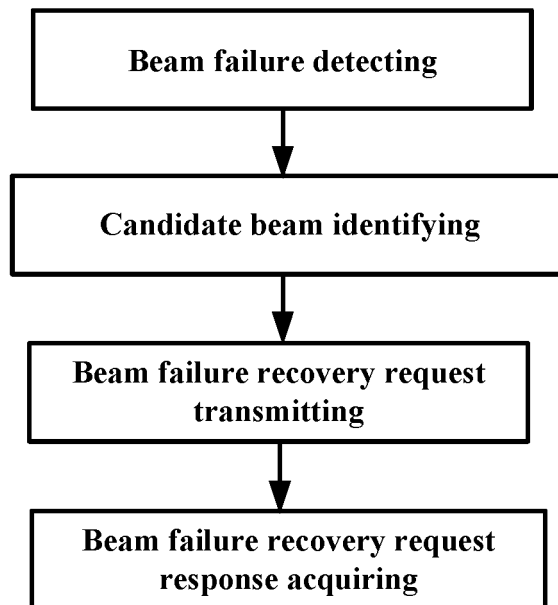 Beam failure detecting
Candidate beam identifying
Beam failure recovery request
transmitting
Beam failure recovery request
response acquiring